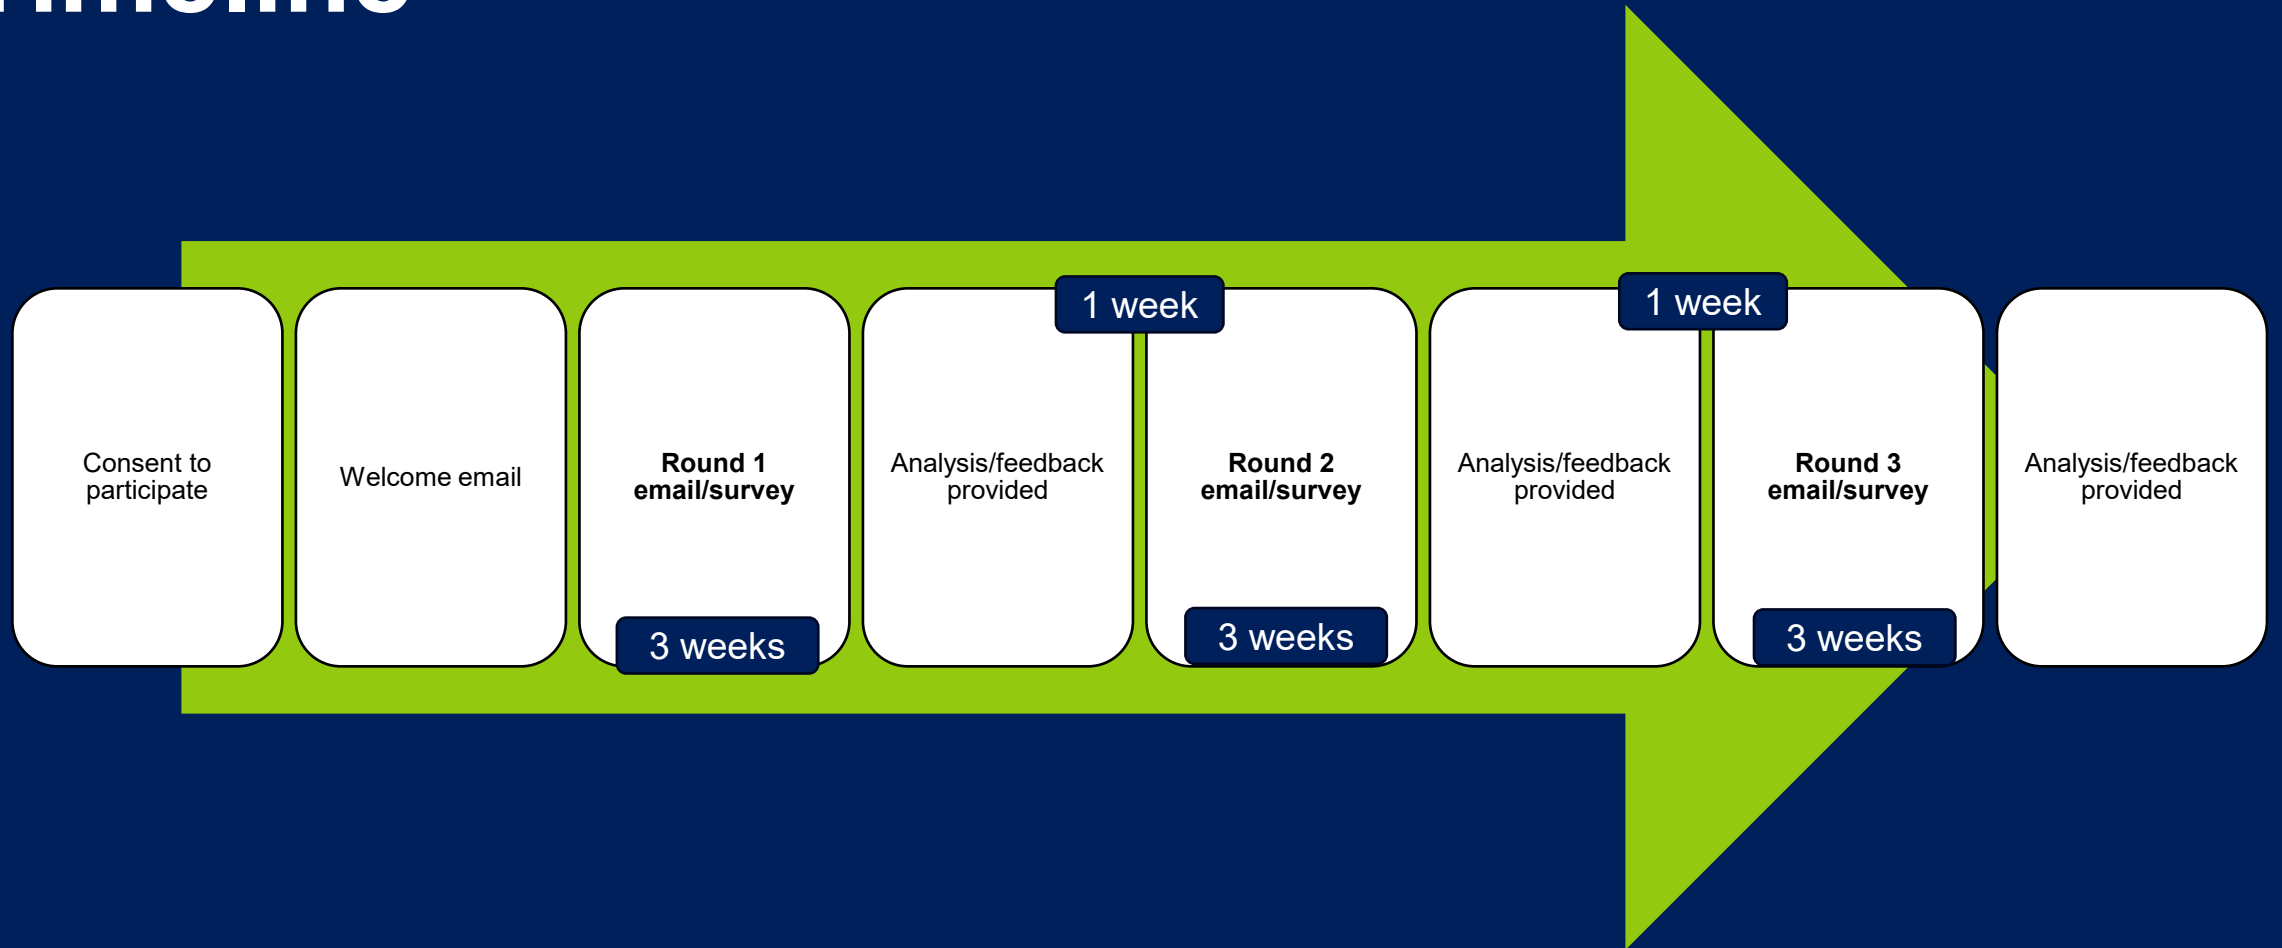 Timeline
Consent to
participate
Welcome email
Round 1
email/survey
3 weeks
Analysis/feedback
provided
1 week
Round 2
email/survey
3 weeks
Analysis/feedback
provided
1 week
Round 3
email/survey
3 weeks
Analysis/feedback
provided